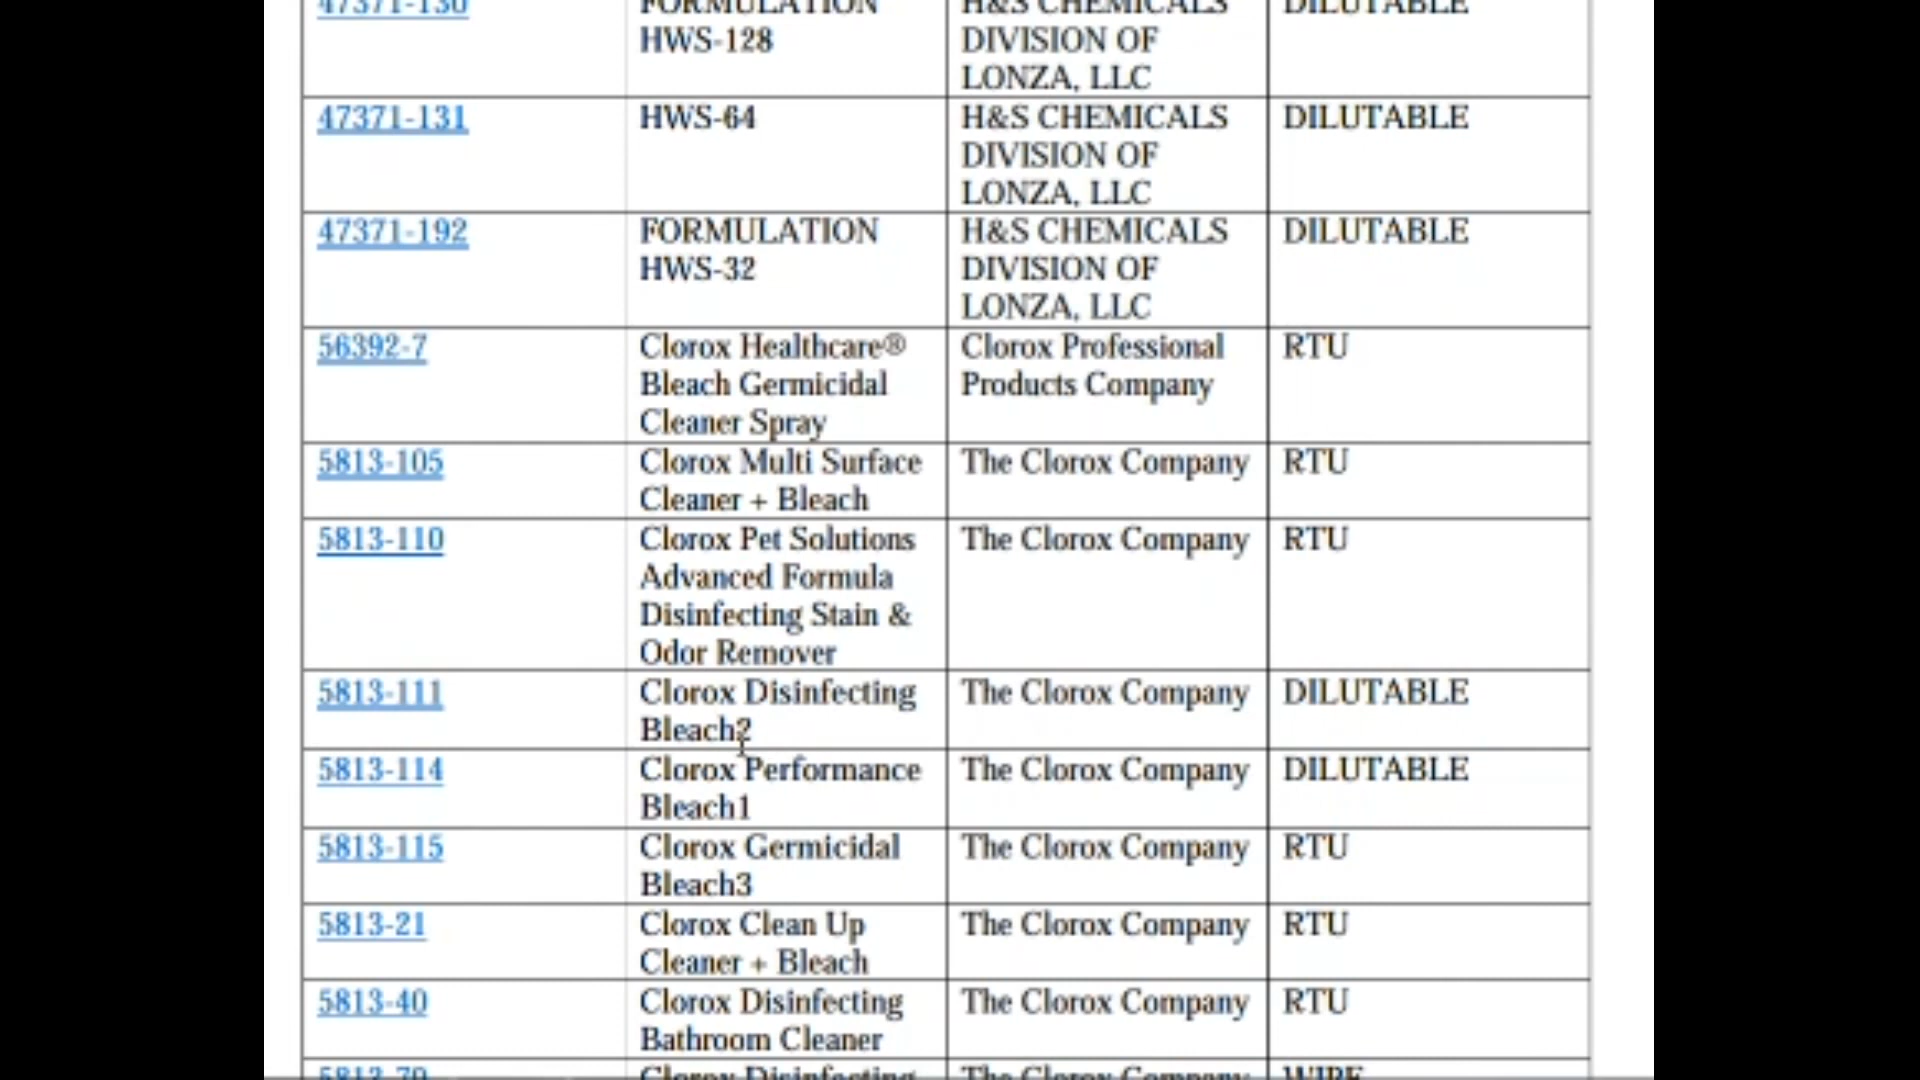 47371-130 FORMULATION H&S CHEMICALS DILUTABLE
HWS-128 DIVISION OF
LONZA, LLC
47371-131 HWS-64 H&S CHEMICALS DILUTABLE
DIVISION OF
LONZA, LLC
47371-192 FORMULATION H&S CHEMICALS DILUTABLE
HWS-32 DIVISION OF
LONZA, LLC
56392-7 Clorox Healthcare® Clorox Professional RTU
Bleach Germicidal Products Company
Cleaner Spray
5813-105 Clorox Multi Surface The Clorox Company RTU
Cleaner + Bleach
5813-110 Clorox Pet Solutions The Clorox Company RTU
Advanced Formula
Disinfecting Stain &
Odor Remover
5813-111 Clorox Disinfecting The Clorox Company DILUTABLE
Bleach2
5813-114 Clorox Performance The Clorox Company DILUTABLE
Bleach1
5813-115 Clorox Germicidal The Clorox Company RTU
Bleach3
5813-21 Clorox Clean Up The Clorox Company RTU
Cleaner + Bleach
5813-40 Clorox Disinfecting The Clorox Company RTU
Bathroom Cleaner
5813-79 Clorox Disinfecting The Clorox Company WIPE